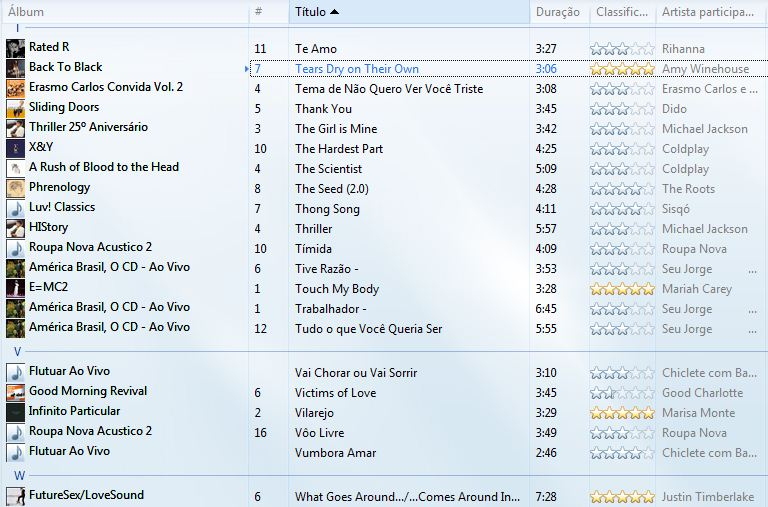 Álbum # Título Duração Classific... Artista participa...
T
Rated R 11 Te Amo 3:27 Rihanna
Back To Black 7 Tears Dry on Their Own 3:06 Amy Winehouse
Erasmo Carlos Convida Vol. 2 4 Tema de Não Quero Ver Você Triste 3:08 Erasmo Carlos e ...
Sliding Doors 5 Thank You 3:45 Dido
Thriller 25º Aniversário 3 The Girl is Mine 3:42 Michael Jackson
X&Y 10 The Hardest Part 4:25 Coldplay
A Rush of Blood to the Head 4 The Scientist 5:09 Coldplay
Phrenology 8 The Seed (2.0) 4:28 The Roots
Luv! Classics 7 Thong Song 4:11 Sisqó
HIStory 4 Thriller 5:57 Michael Jackson
Roupa Nova Acustico 2 10 Tímida 4:09 Roupa Nova
América Brasil, O CD - Ao Vivo 6 Tive Razão - 3:53 Seu Jorge ...
E=MC2 1 Touch My Body 3:28 Mariah Carey
América Brasil, O CD - Ao Vivo 1 Trabalhador - 6:45 Seu Jorge ...
América Brasil, O CD - Ao Vivo 12 Tudo o que Você Queria Ser 5:55 Seu Jorge ...
V
Flutuar Ao Vivo Vai Chorar ou Vai Sorrir 3:10 Chiclete com Ba...
Good Morning Revival 6 Victims of Love 3:45 Good Charlotte
Infinito Particular 2 Vilarejo 3:29 Marisa Monte
Roupa Nova Acustico 2 16 Vôo Livre 3:49 Roupa Nova
Flutuar Ao Vivo Vumbora Amar 2:46 Chiclete com Ba...
W
FutureSex/LoveSound 6 What Goes Around.../...Comes Around In... 7:28 Justin Timberlake